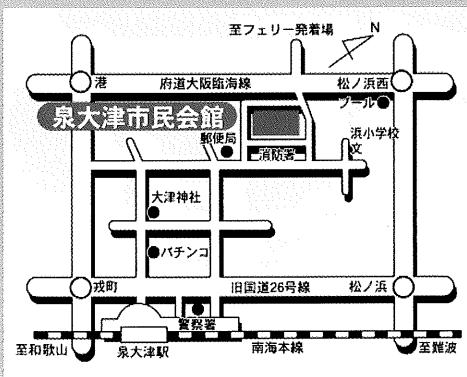 至フェリー発着場
N
港
府道大阪臨海線
松ノ浜西
プール
泉大津市民会館
郵便局
消防署
浜小学校
文
大津神社
パチンコ
戎町
旧国道26号線
松ノ浜
警察署
至和歌山
泉大津駅
南海本線
至難波